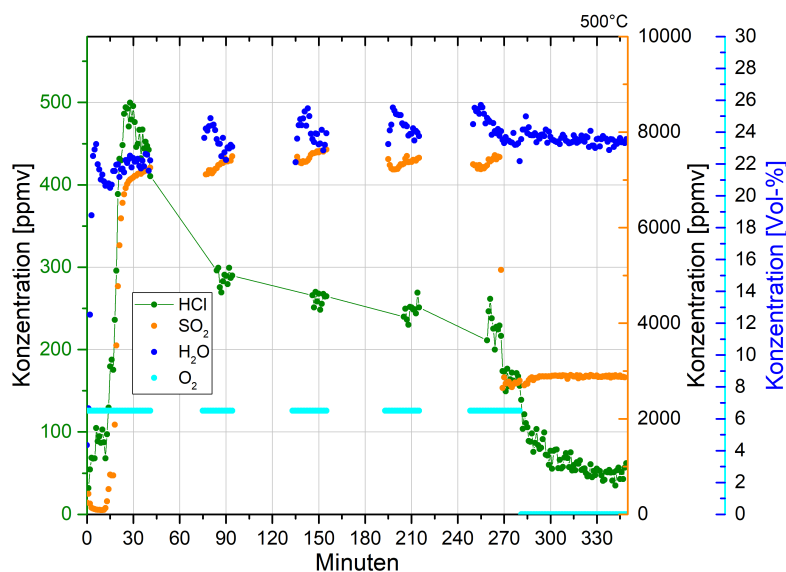 500°C
500
400
300
200
100
0
Konzentration [ppmv]
10000
8000
6000
4000
2000
0
Konzentration [ppmv]
30
28
26
24
22
20
18
16
14
12
10
8
6
4
2
0
Konzentration [Vol-%]
HCl
SO₂
H₂O
O₂
0 30 60 90 120 150 180 210 240 270 300 330
Minuten